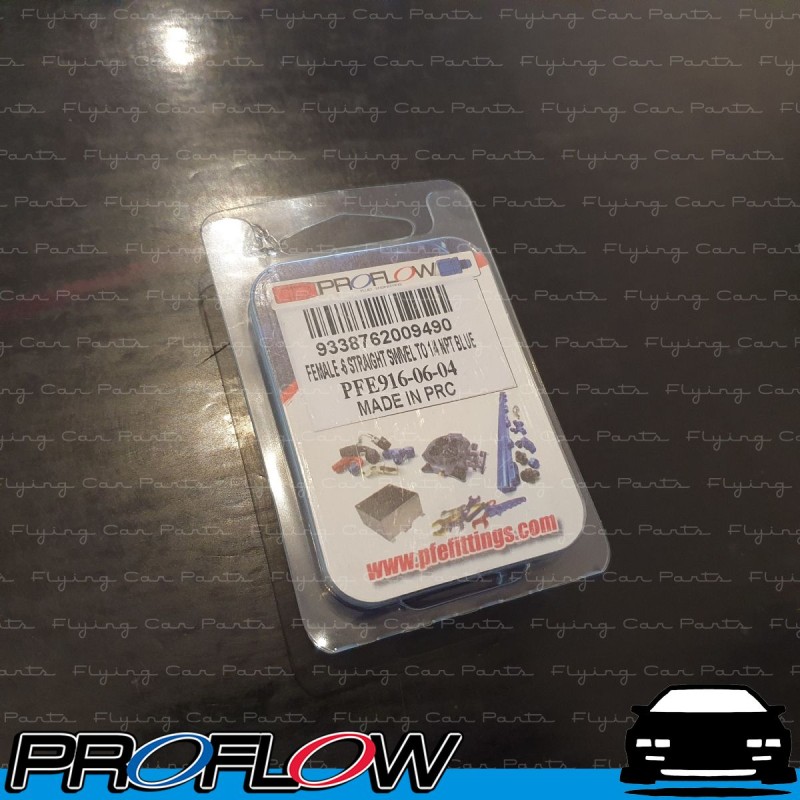 Flying Car Parts
PROFLOW
9338762009490
FEMALE -6 STRAIGHT SWIVEL TO 1/4 NPT BLUE
PFE916-06-04
MADE IN PRC
www.pfefittings.com
PROFLOW